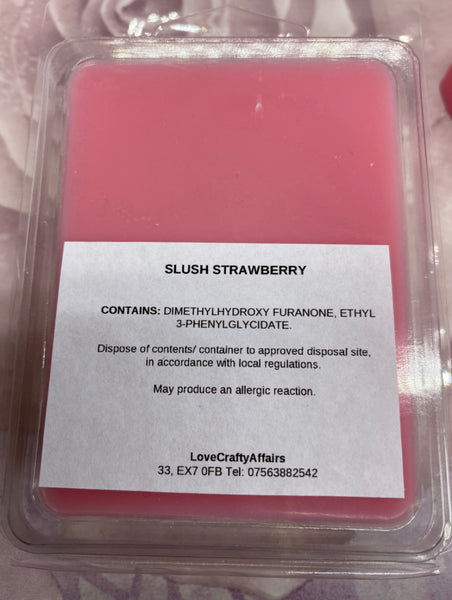 SLUSH STRAWBERRY
CONTAINS: DIMETHYLHYDROXY FURANONE, ETHYL
3-PHENYLGLYCIDATE.
Dispose of contents/ container to approved disposal site,
in accordance with local regulations.
May produce an allergic reaction.
LoveCraftyAffairs
33, EX7 0FB Tel: 07563882542